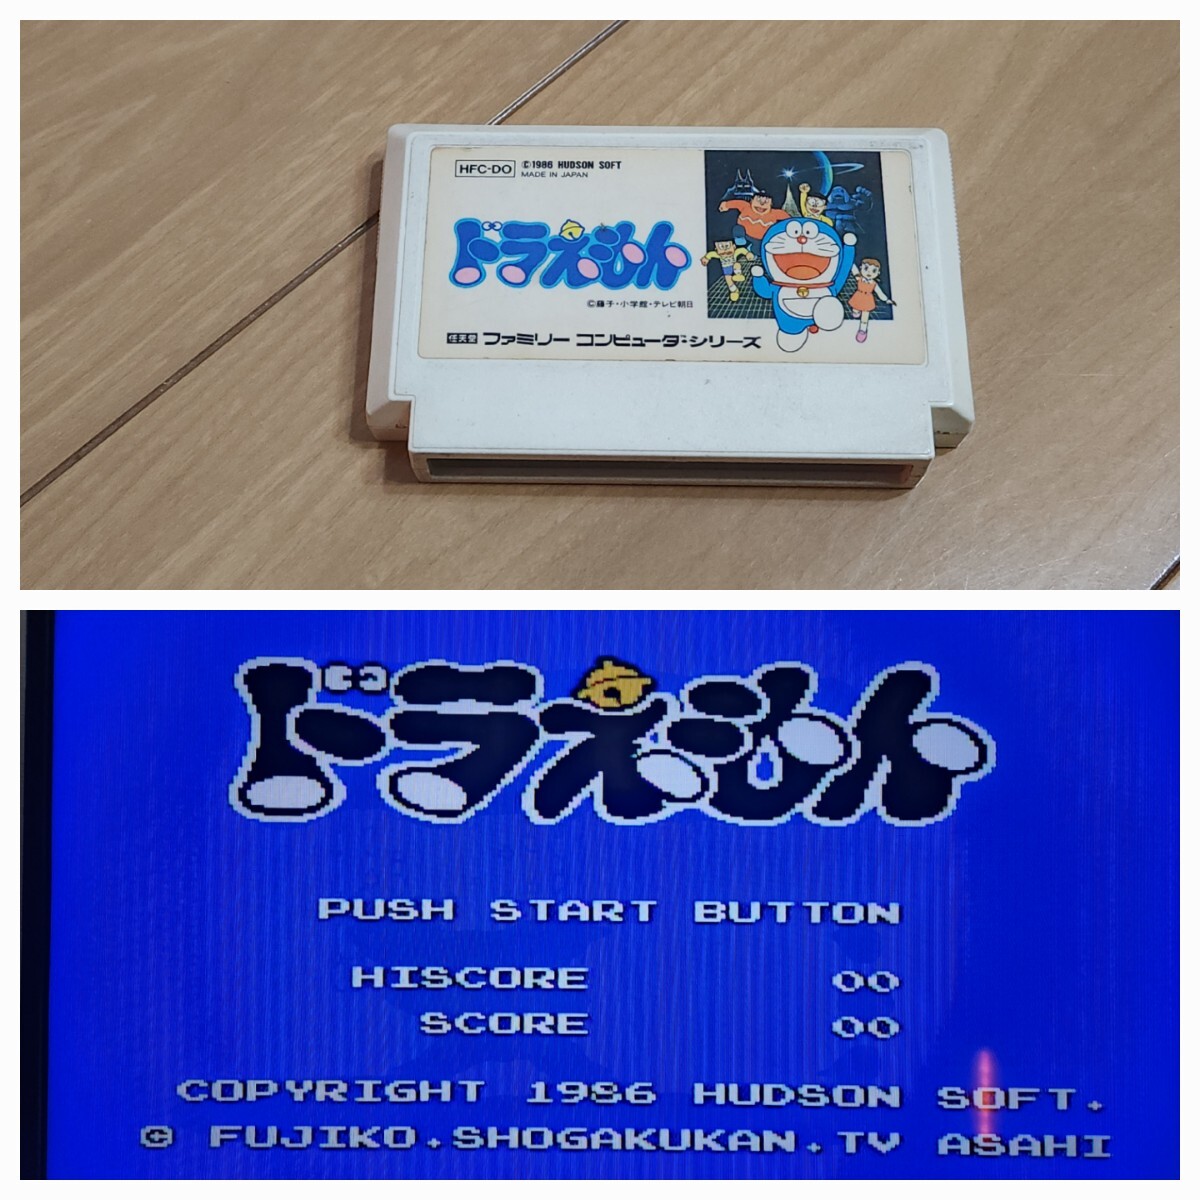 HFC-DO ©1986 HUDSON SOFT
MADE IN JAPAN
ドラえもん
©藤子・小学館・テレビ朝日
任天堂 ファミリー コンピュータ シリーズ
ドラえもん
PUSH START BUTTON
HISCORE 00
SCORE 00
COPYRIGHT 1986 HUDSON SOFT.
© FUJIKO.SHOGAKUKAN.TV ASAHI